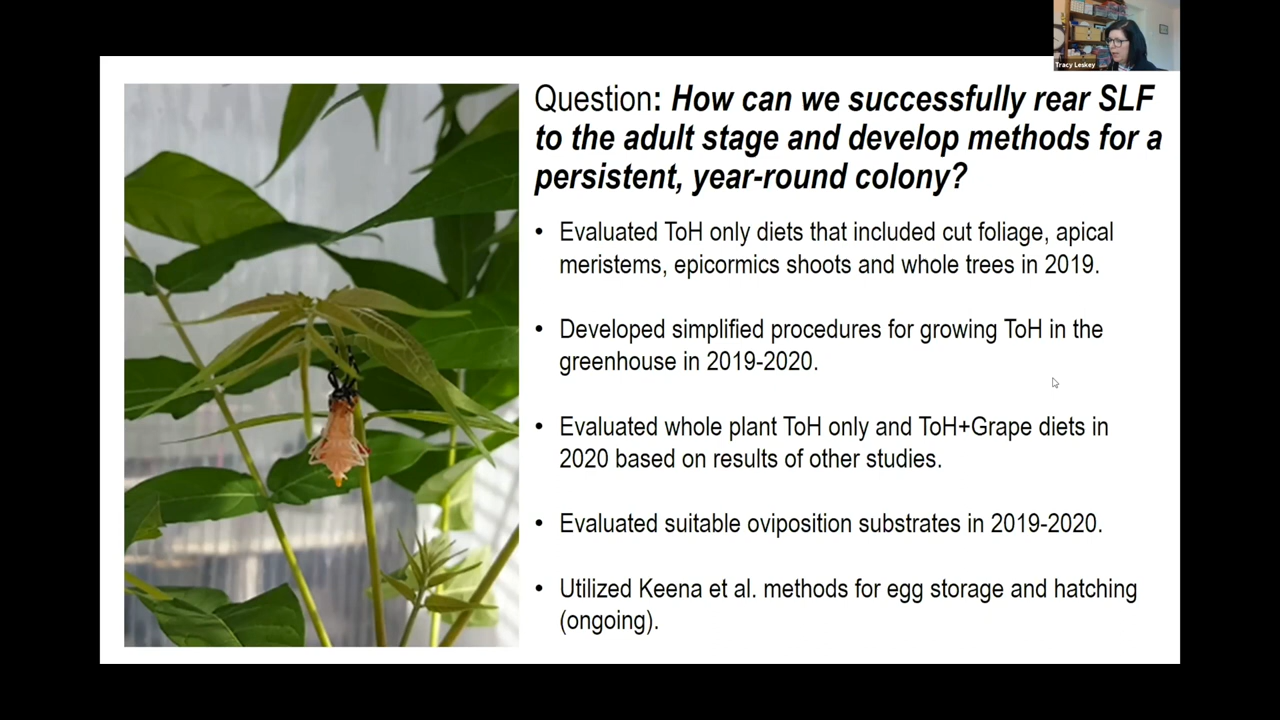 Tracy Leskey
Question: How can we successfully rear SLF
to the adult stage and develop methods for a
persistent, year-round colony?
• Evaluated ToH only diets that included cut foliage, apical
meristems, epicormics shoots and whole trees in 2019.
• Developed simplified procedures for growing ToH in the
greenhouse in 2019-2020.
• Evaluated whole plant ToH only and ToH+Grape diets in
2020 based on results of other studies.
• Evaluated suitable oviposition substrates in 2019-2020.
• Utilized Keena et al. methods for egg storage and hatching
(ongoing).